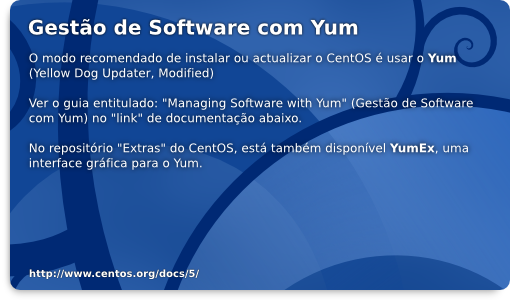 Gestão de Software com Yum
O modo recomendado de instalar ou actualizar o CentOS é usar o Yum
(Yellow Dog Updater, Modified)
Ver o guia entitulado: "Managing Software with Yum" (Gestão de Software
com Yum) no "link" de documentação abaixo.
No repositório "Extras" do CentOS, está também disponível YumEx, uma
interface gráfica para o Yum.
http://www.centos.org/docs/5/